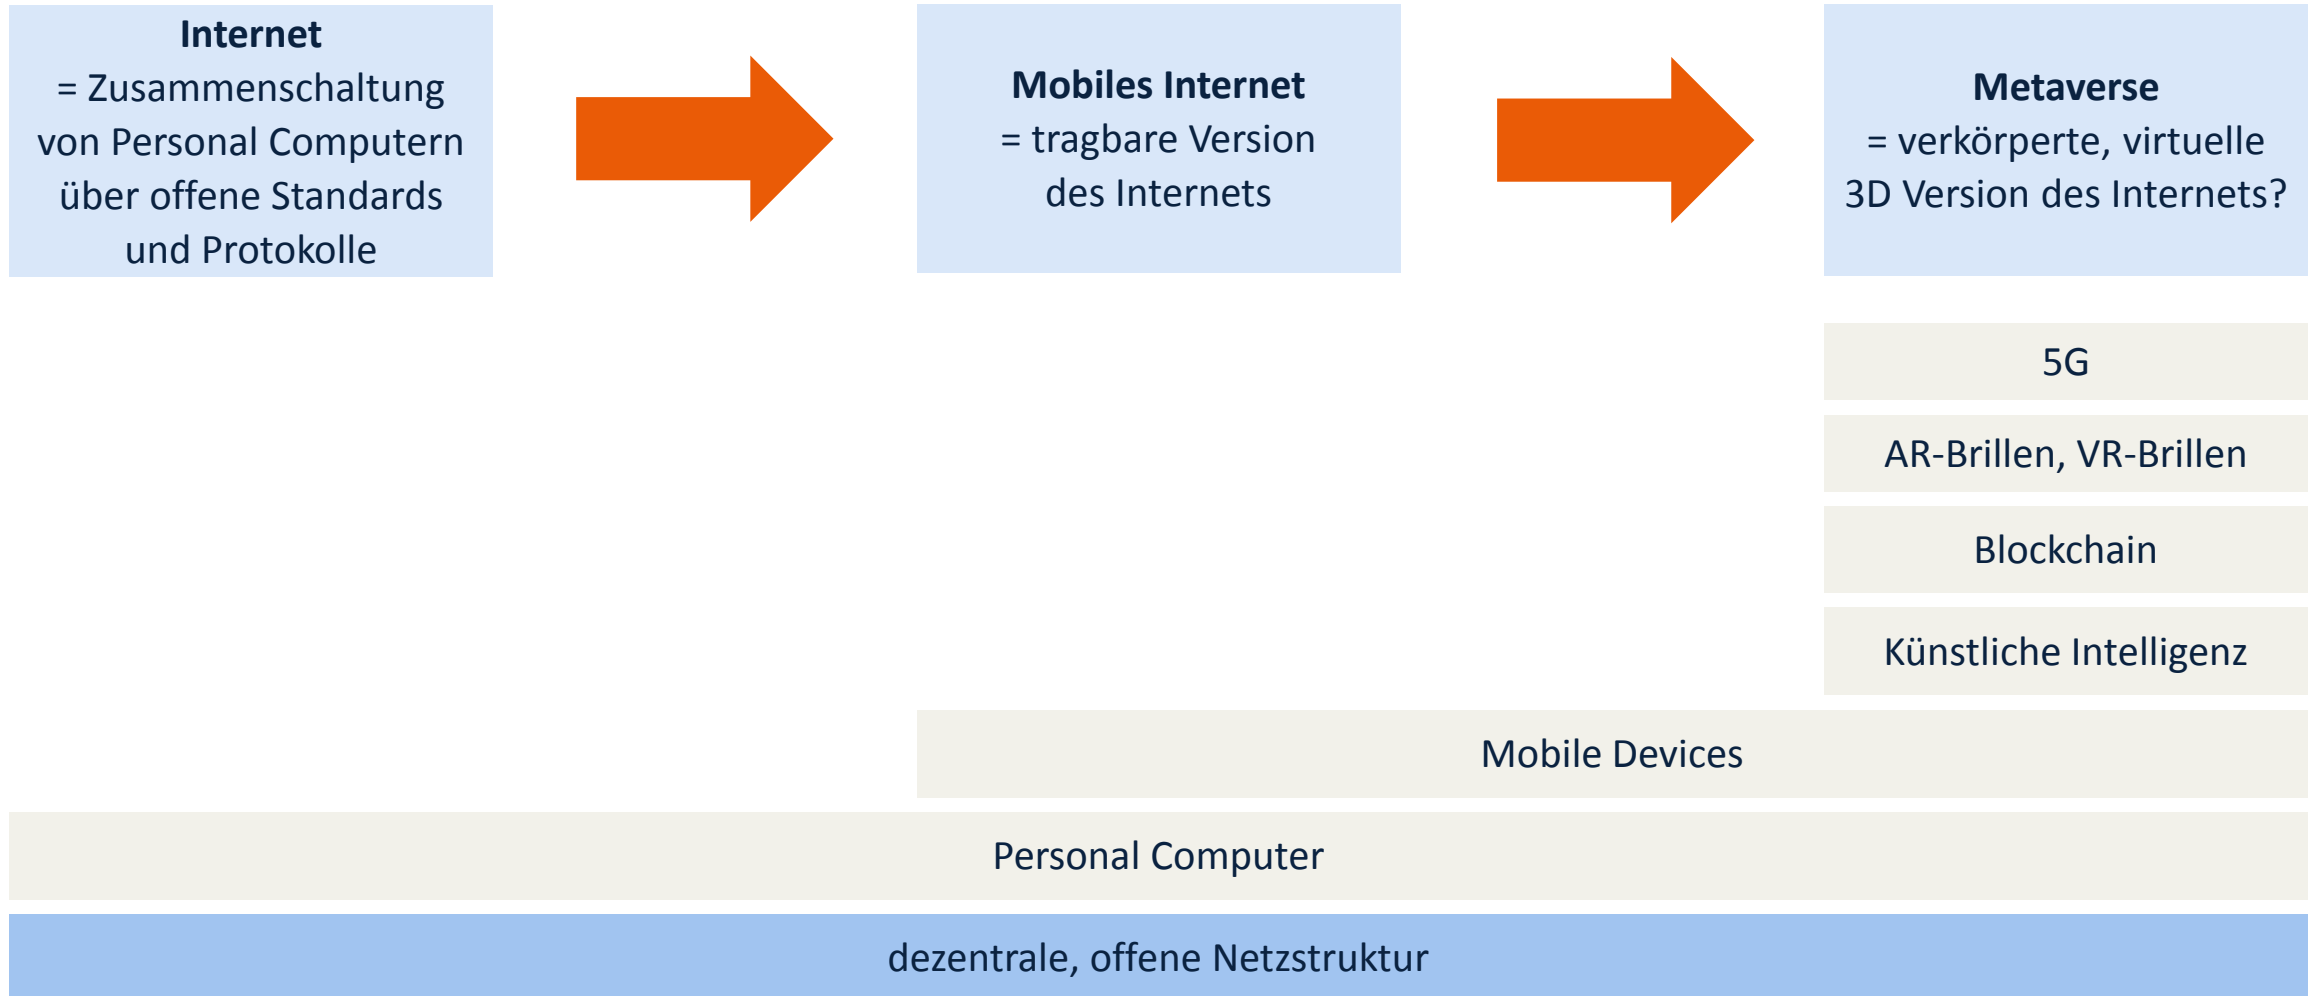 Internet
= Zusammenschaltung
von Personal Computern
über offene Standards
und Protokolle
Mobiles Internet
= tragbare Version
des Internets
Metaverse
= verkörperte, virtuelle
3D Version des Internets?
5G
AR-Brillen, VR-Brillen
Blockchain
Künstliche Intelligenz
Mobile Devices
Personal Computer
dezentrale, offene Netzstruktur